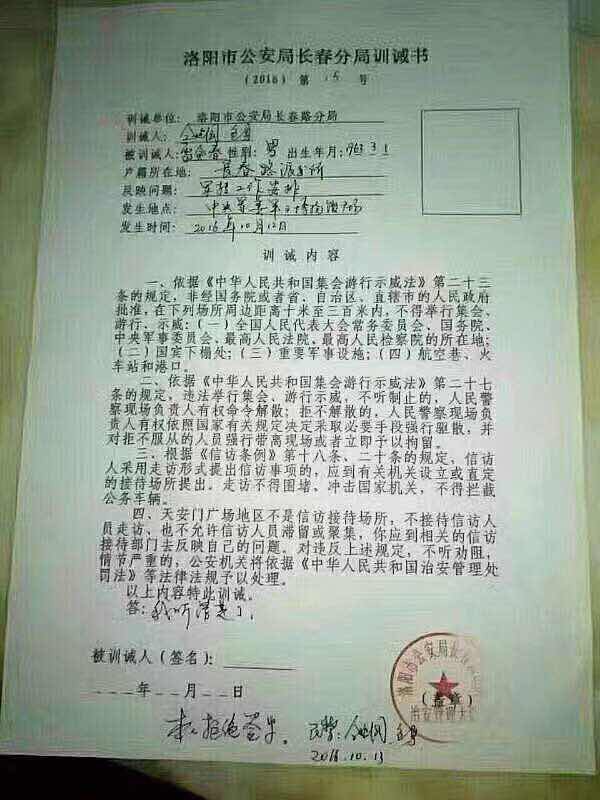 洛阳市公安局长春分局训诫书
(2016) 第 15 号
训诫单位: 洛阳市公安局长春路分局
训诫人:
被训诫人: 性别: 男 出生年月: 1963 3 1
户籍所在地: 长春路派出所
反映问题: 军转工作安排
发生地点: 中央军委
发生时间: 2016年10月12日
训诫内容
一、依据《中华人民共和国集会游行示威法》第二十三
条的规定,非经国务院或者省、自治区、直辖市的人民政府
批准,在下列场所周边距离十米至三百米内,不得举行集会、
游行、示威:(一)全国人民代表大会常务委员会、国务院、
中央军事委员会、最高人民法院、最高人民检察院的所在地;
(二)国宾下榻处;(三)重要军事设施;(四)航空巷、火
车站和港口。
二、依据《中华人民共和国集会游行示威法》第二十七
条的规定,违法举行集会、游行示威,不听制止的,人民警
察现场负责人有权命令解散;拒不解散的,人民警察现场负
责人有权依照国家有关规定决定采取必要手段强行驱散,并
对拒不服从的人员强行带离现场或者立即予以拘留。
三、根据《信访条例》第十八条、二十条的规定,信访
人采用走访形式提出信访事项的,应到有关机关设立或直定
的接待场所提出。走访不得围堵、冲击国家机关,不得拦截
公务车辆。
四、天安门广场地区不是信访接待场所,不接待信访人
员走访、也不允许信访人员滞留或聚集,你应到相关的信访
接待部门去反映自己的问题。对违反上述规定,不听劝阻,
情节严重的,公安机关将依据《中华人民共和国治安管理处
罚法》等法律法规予以处理。
以上内容特此训诫。
答: 我听清楚了。
被训诫人(签名):
年 月 日
(盖章)
洛阳市公安局长春
本人拒绝签字。 民警:
2016.10.13